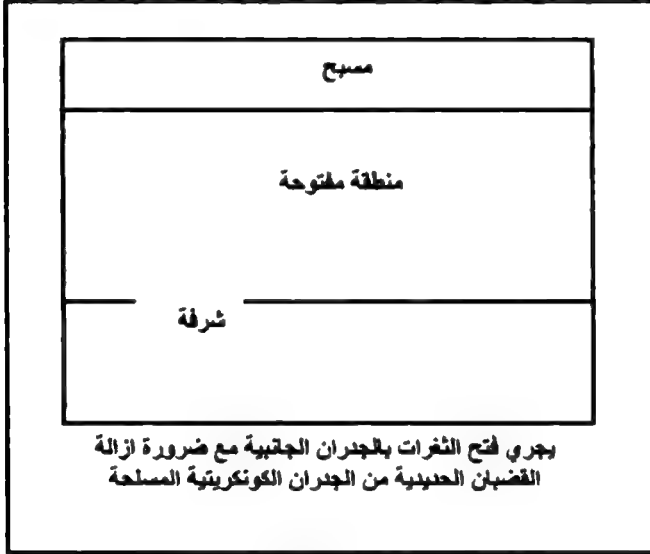 مسبح
منطقة مفتوحة
شرفة
يجري فتح الثغرات بالجدران الجانبية مع ضرورة ازالة
القضبان الحديدية من الجدران الكونكريتية المسلحة